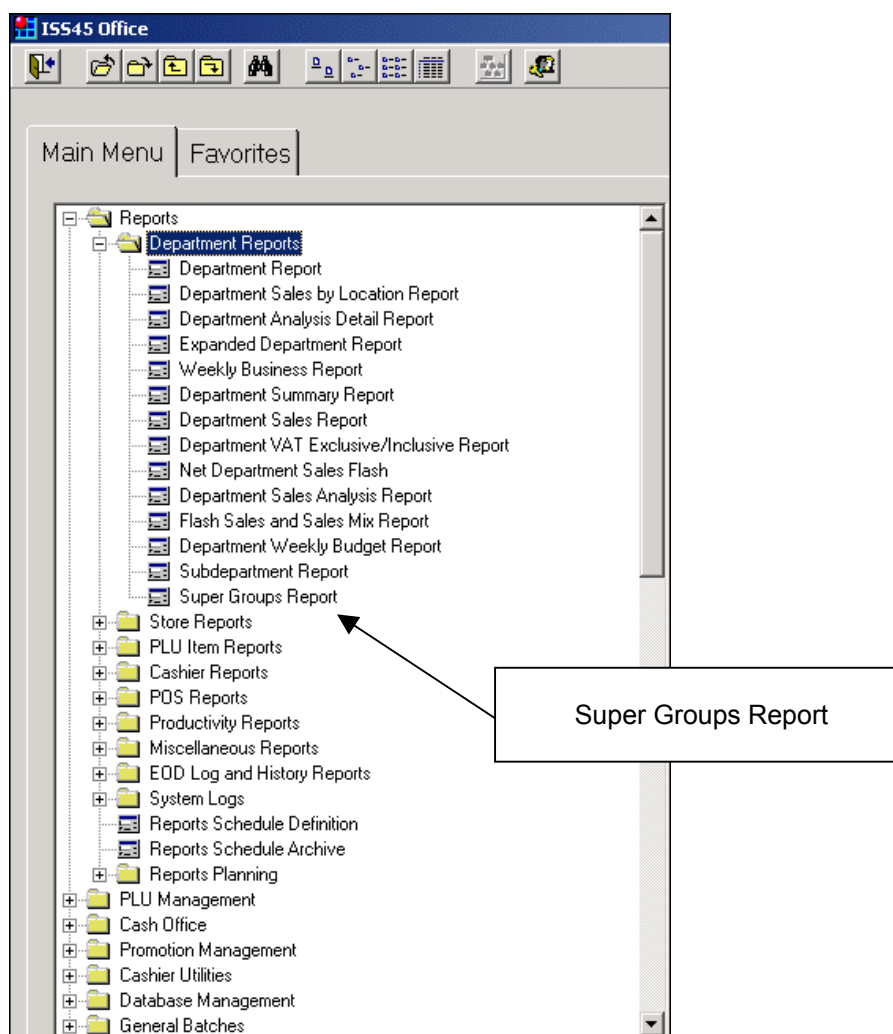 ISS45 Office
Main Menu
Favorites
Reports
Department Reports
Department Report
Department Sales by Location Report
Department Analysis Detail Report
Expanded Department Report
Weekly Business Report
Department Summary Report
Department Sales Report
Department VAT Exclusive/Inclusive Report
Net Department Sales Flash
Department Sales Analysis Report
Flash Sales and Sales Mix Report
Department Weekly Budget Report
Subdepartment Report
Super Groups Report
Store Reports
PLU Item Reports
Cashier Reports
POS Reports
Super Groups Report
Productivity Reports
Miscellaneous Reports
EOD Log and History Reports
System Logs
Reports Schedule Definition
Reports Schedule Archive
Reports Planning
PLU Management
Cash Office
Promotion Management
Cashier Utilities
Database Management
General Batches